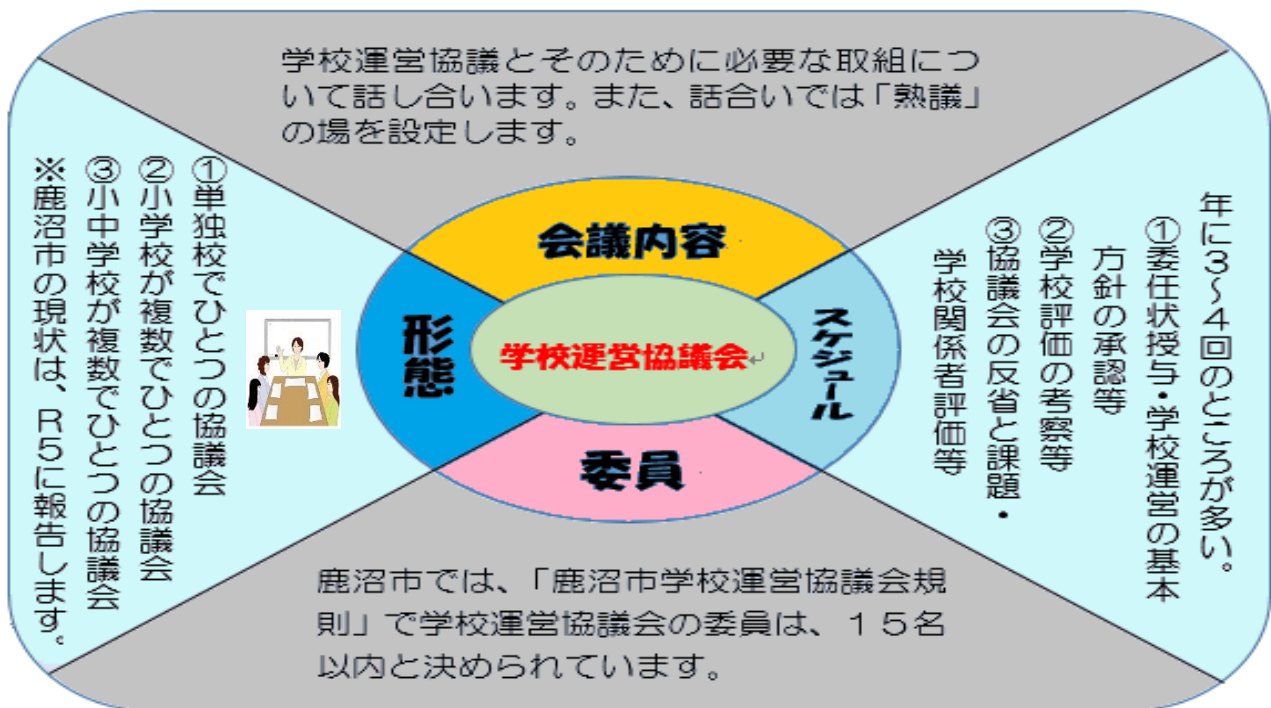 学校運営協議とそのために必要な取組につ
いて話し合います。また、話合いでは「熟議」
の場を設定します。
会議内容
形態
学校運営協議会
スケジュール
委員
①単独校でひとつの協議会
②小学校が複数でひとつの協議会
③小中学校が複数でひとつの協議会
※鹿沼市の現状は、R5に報告します。
年に3～4回のところが多い。
①委任状授与・学校運営の基本
方針の承認等
②学校評価の考察等
③協議会の反省と課題・
学校関係者評価等
鹿沼市では、「鹿沼市学校運営協議会規
則」で学校運営協議会の委員は、15名
以内と決められています。